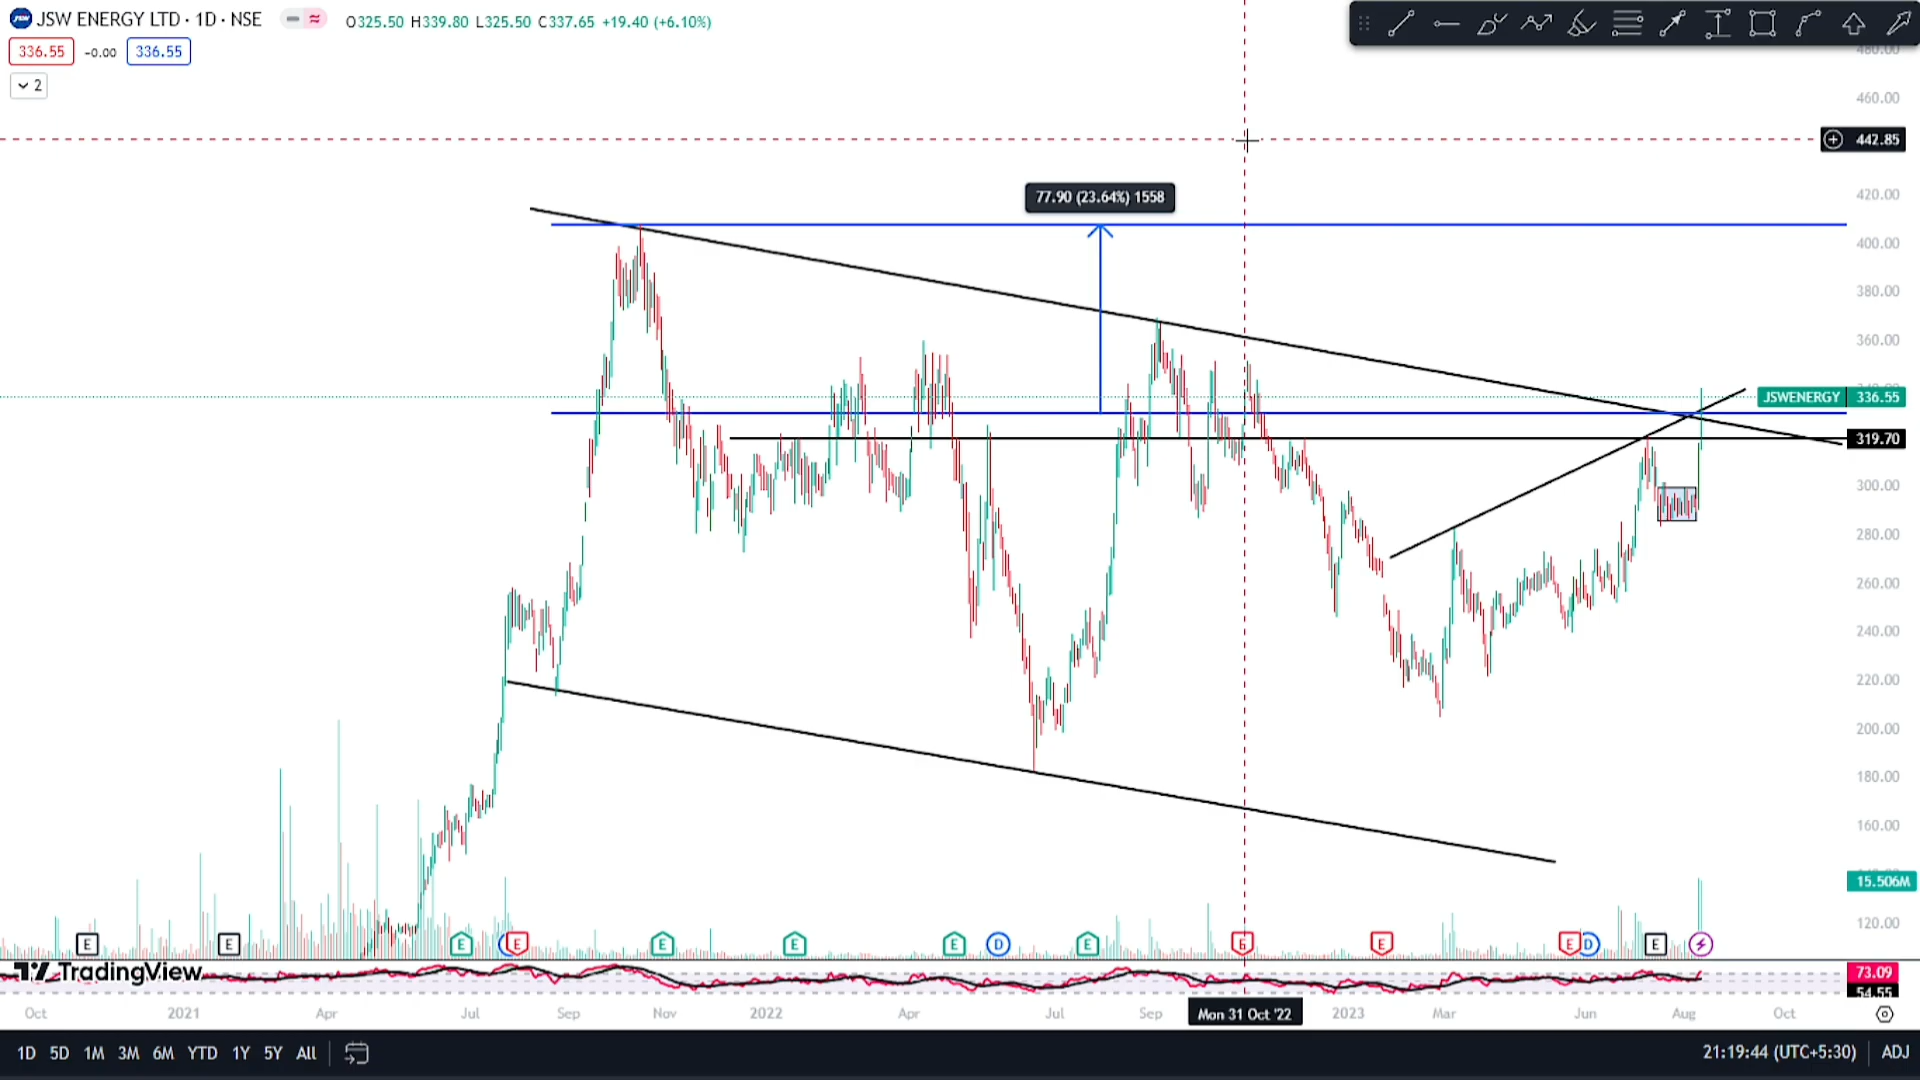 JSW ENERGY LTD · 1D · NSE O325.50 H339.80 L325.50 C337.65 +19.40 (+6.10%)
336.55 -0.00 336.55
2
480.00
460.00
442.85
420.00
400.00
380.00
360.00
JSWENERGY 336.55
319.70
300.00
280.00
260.00
240.00
220.00
200.00
180.00
160.00
15.506M
120.00
77.90 (23.64%) 1558
E E E E E E E D E E E D E
TradingView
73.09
54.55
Oct 2021 Apr Jul Sep Nov 2022 Apr Jul Sep Mon 31 Oct '22 2023 Mar Jun Aug Oct
1D 5D 1M 3M 6M YTD 1Y 5Y All 21:19:44 (UTC+5:30) ADJ